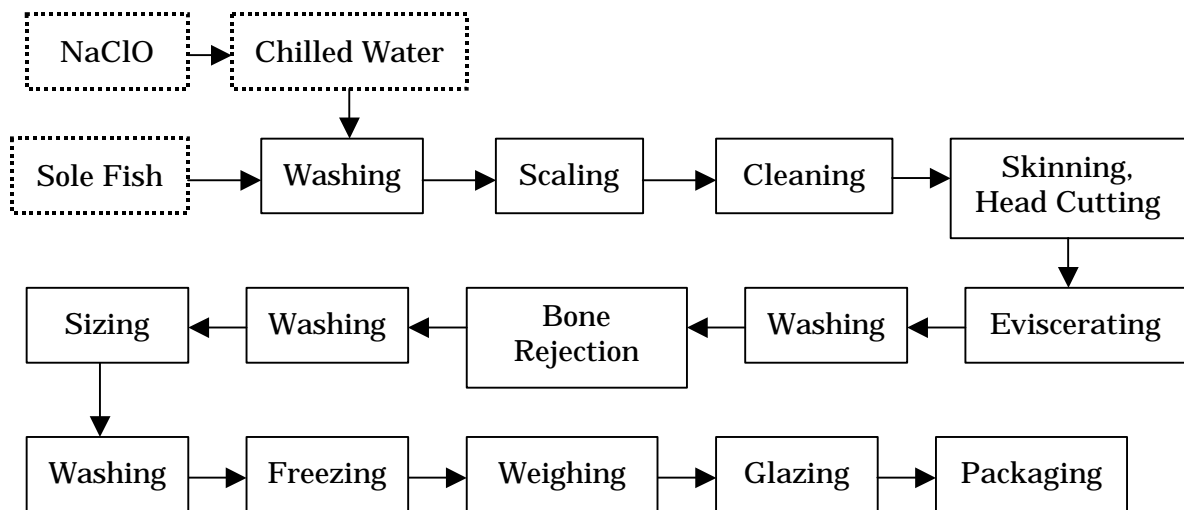 NaClO
Chilled Water
Sole Fish
Washing
Scaling
Cleaning
Skinning,
Head Cutting
Eviscerating
Washing
Bone
Rejection
Washing
Sizing
Washing
Freezing
Weighing
Glazing
Packaging